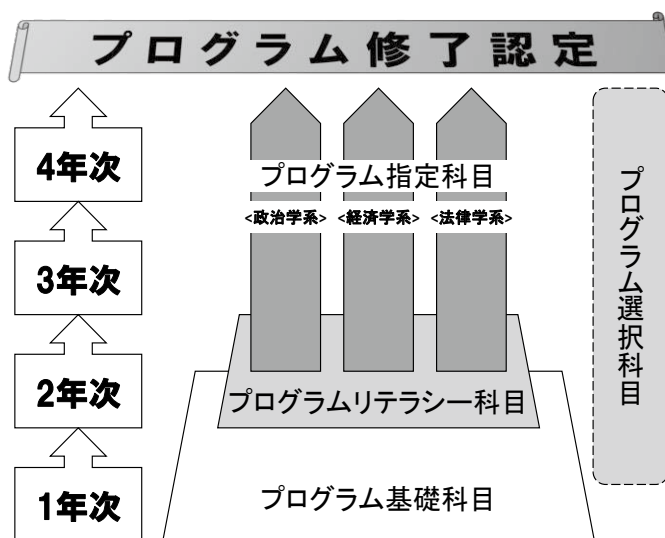 プログラム修了認定
4年次
プログラム指定科目
<政治学系> <経済学系> <法律学系>
3年次
プログラム選択科目
2年次
プログラムリテラシー科目
1年次
プログラム基礎科目